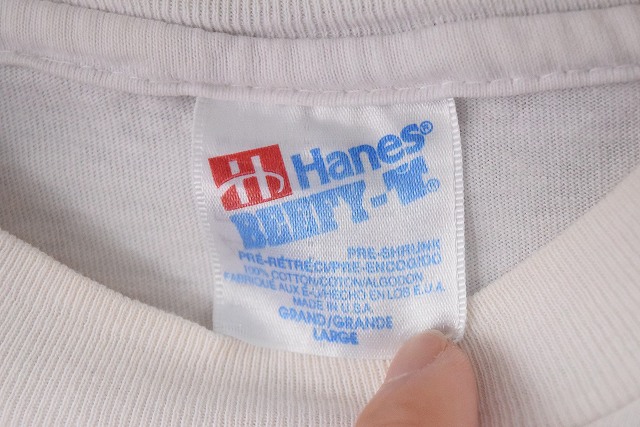 H Hanes®
BEEFY-T®
PRE-SHRUNK
PRÉ-RÉTRÉCI/PRE-ENCOGIDO
100% COTTON/COTON/ALGODON
FABRIQUÉ AUX É-U/HECHO EN LOS E.U.A.
MADE IN U.S.A.
GRAND/GRANDE
LARGE